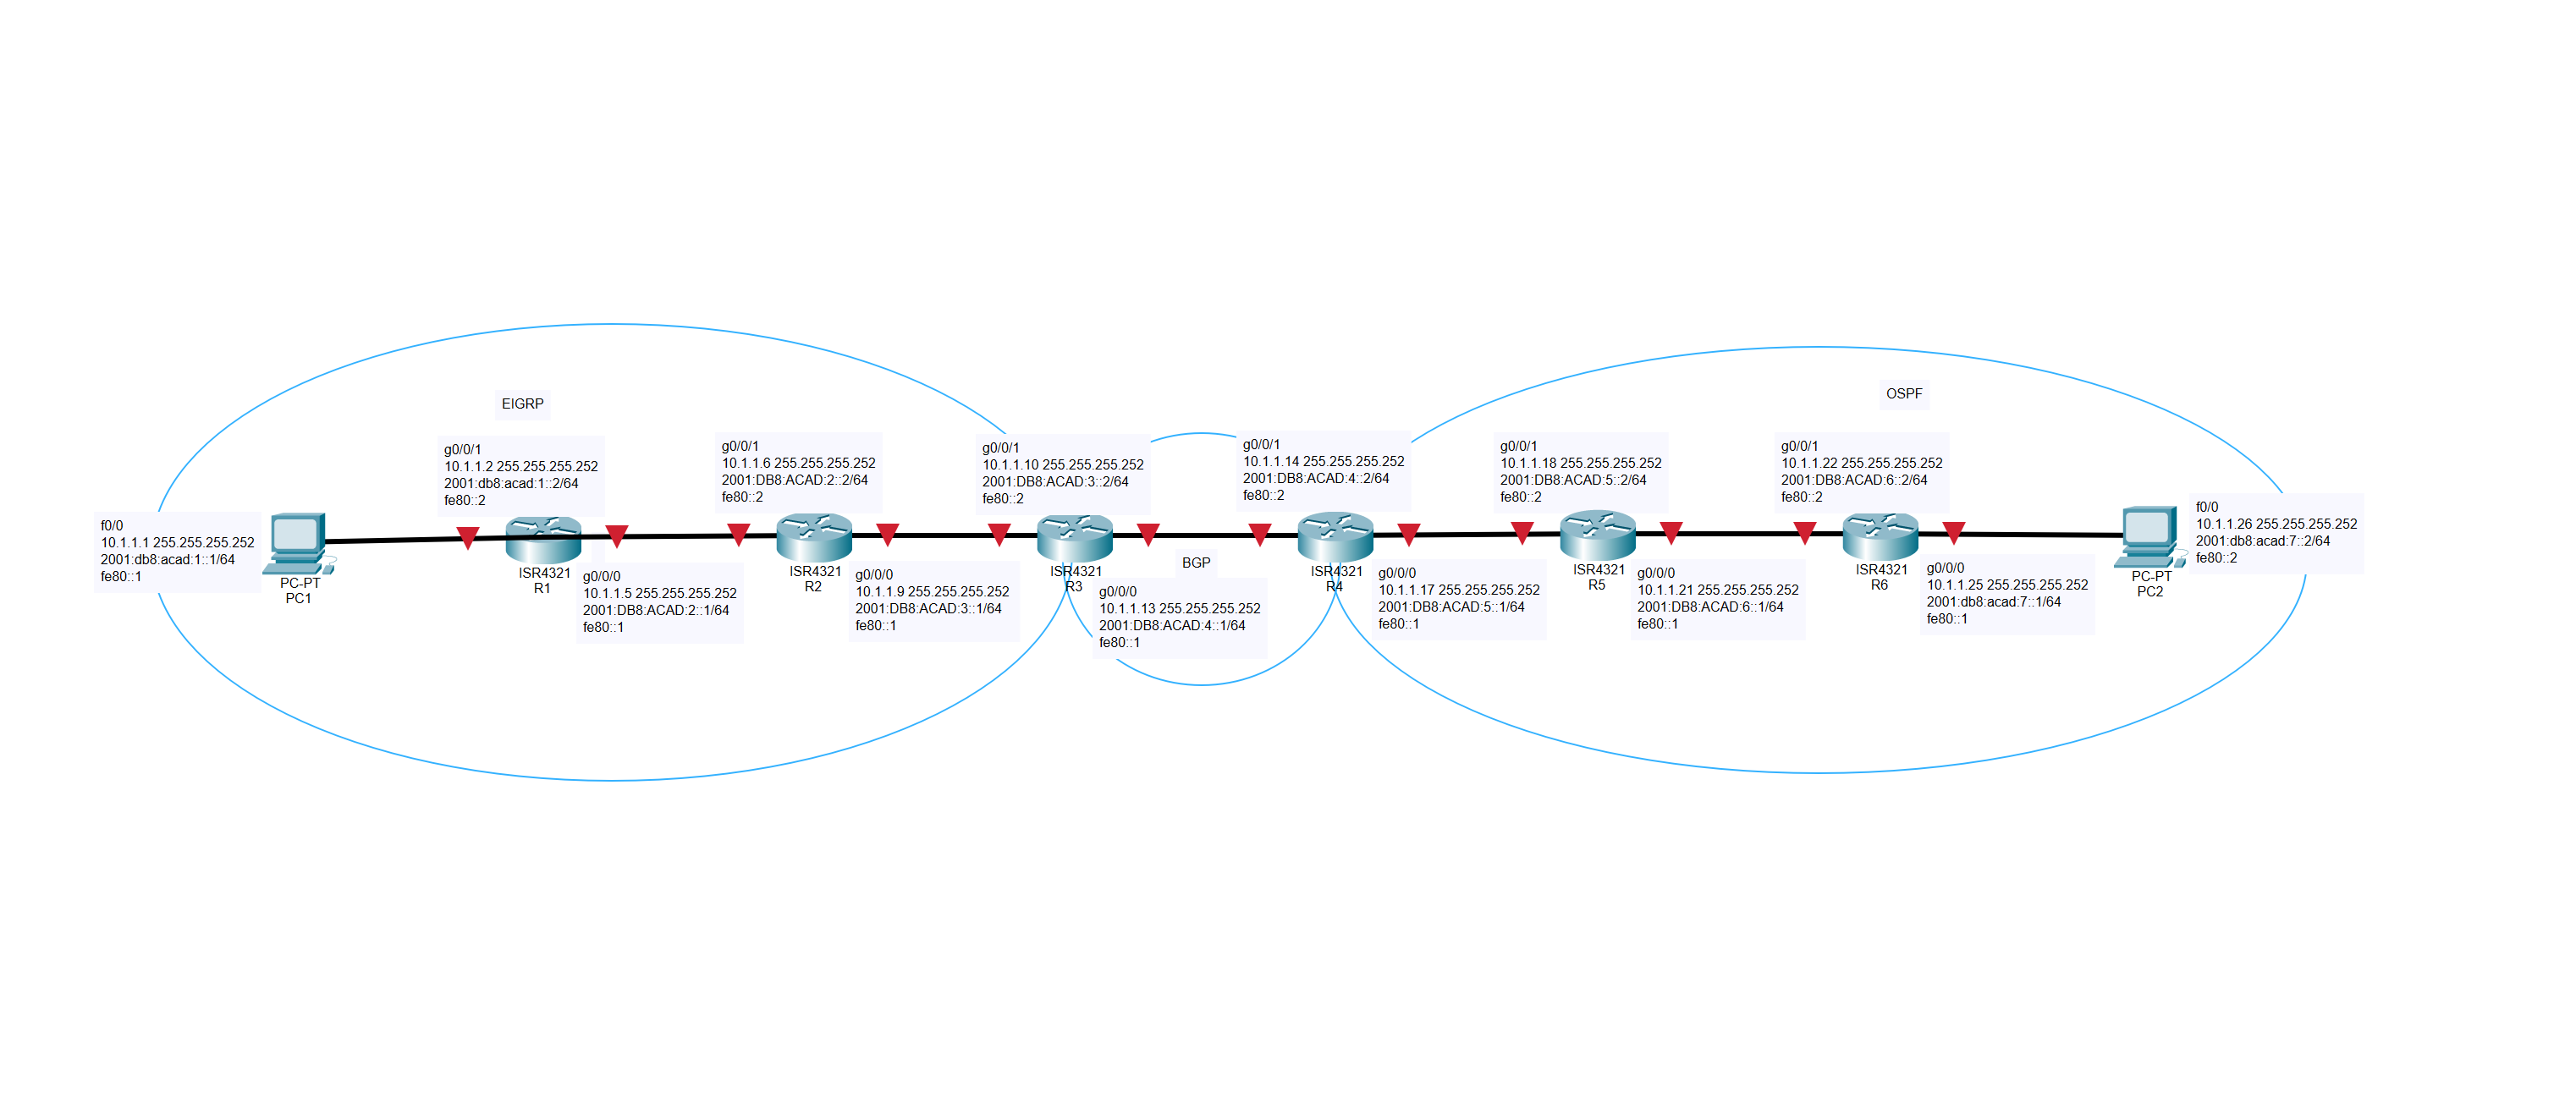 EIGRP
OSPF
g0/0/1
10.1.1.2 255.255.255.252
2001:db8:acad:1::2/64
fe80::2
g0/0/1
10.1.1.6 255.255.255.252
2001:DB8:ACAD:2::2/64
fe80::2
g0/0/1
10.1.1.10 255.255.255.252
2001:DB8:ACAD:3::2/64
fe80::2
g0/0/1
10.1.1.14 255.255.255.252
2001:DB8:ACAD:4::2/64
fe80::2
g0/0/1
10.1.1.18 255.255.255.252
2001:DB8:ACAD:5::2/64
fe80::2
g0/0/1
10.1.1.22 255.255.255.252
2001:DB8:ACAD:6::2/64
fe80::2
f0/0
10.1.1.1 255.255.255.252
2001:db8:acad:1::1/64
fe80::1
PC-PT
PC1
ISR4321
R1
ISR4321
R2
ISR4321
R3
BGP
ISR4321
R4
ISR4321
R5
ISR4321
R6
PC-PT
PC2
f0/0
10.1.1.26 255.255.255.252
2001:db8:acad:7::2/64
fe80::2
g0/0/0
10.1.1.5 255.255.255.252
2001:DB8:ACAD:2::1/64
fe80::1
g0/0/0
10.1.1.9 255.255.255.252
2001:DB8:ACAD:3::1/64
fe80::1
g0/0/0
10.1.1.13 255.255.255.252
2001:DB8:ACAD:4::1/64
fe80::1
g0/0/0
10.1.1.17 255.255.255.252
2001:DB8:ACAD:5::1/64
fe80::1
g0/0/0
10.1.1.21 255.255.255.252
2001:DB8:ACAD:6::1/64
fe80::1
g0/0/0
10.1.1.25 255.255.255.252
2001:db8:acad:7::1/64
fe80::1